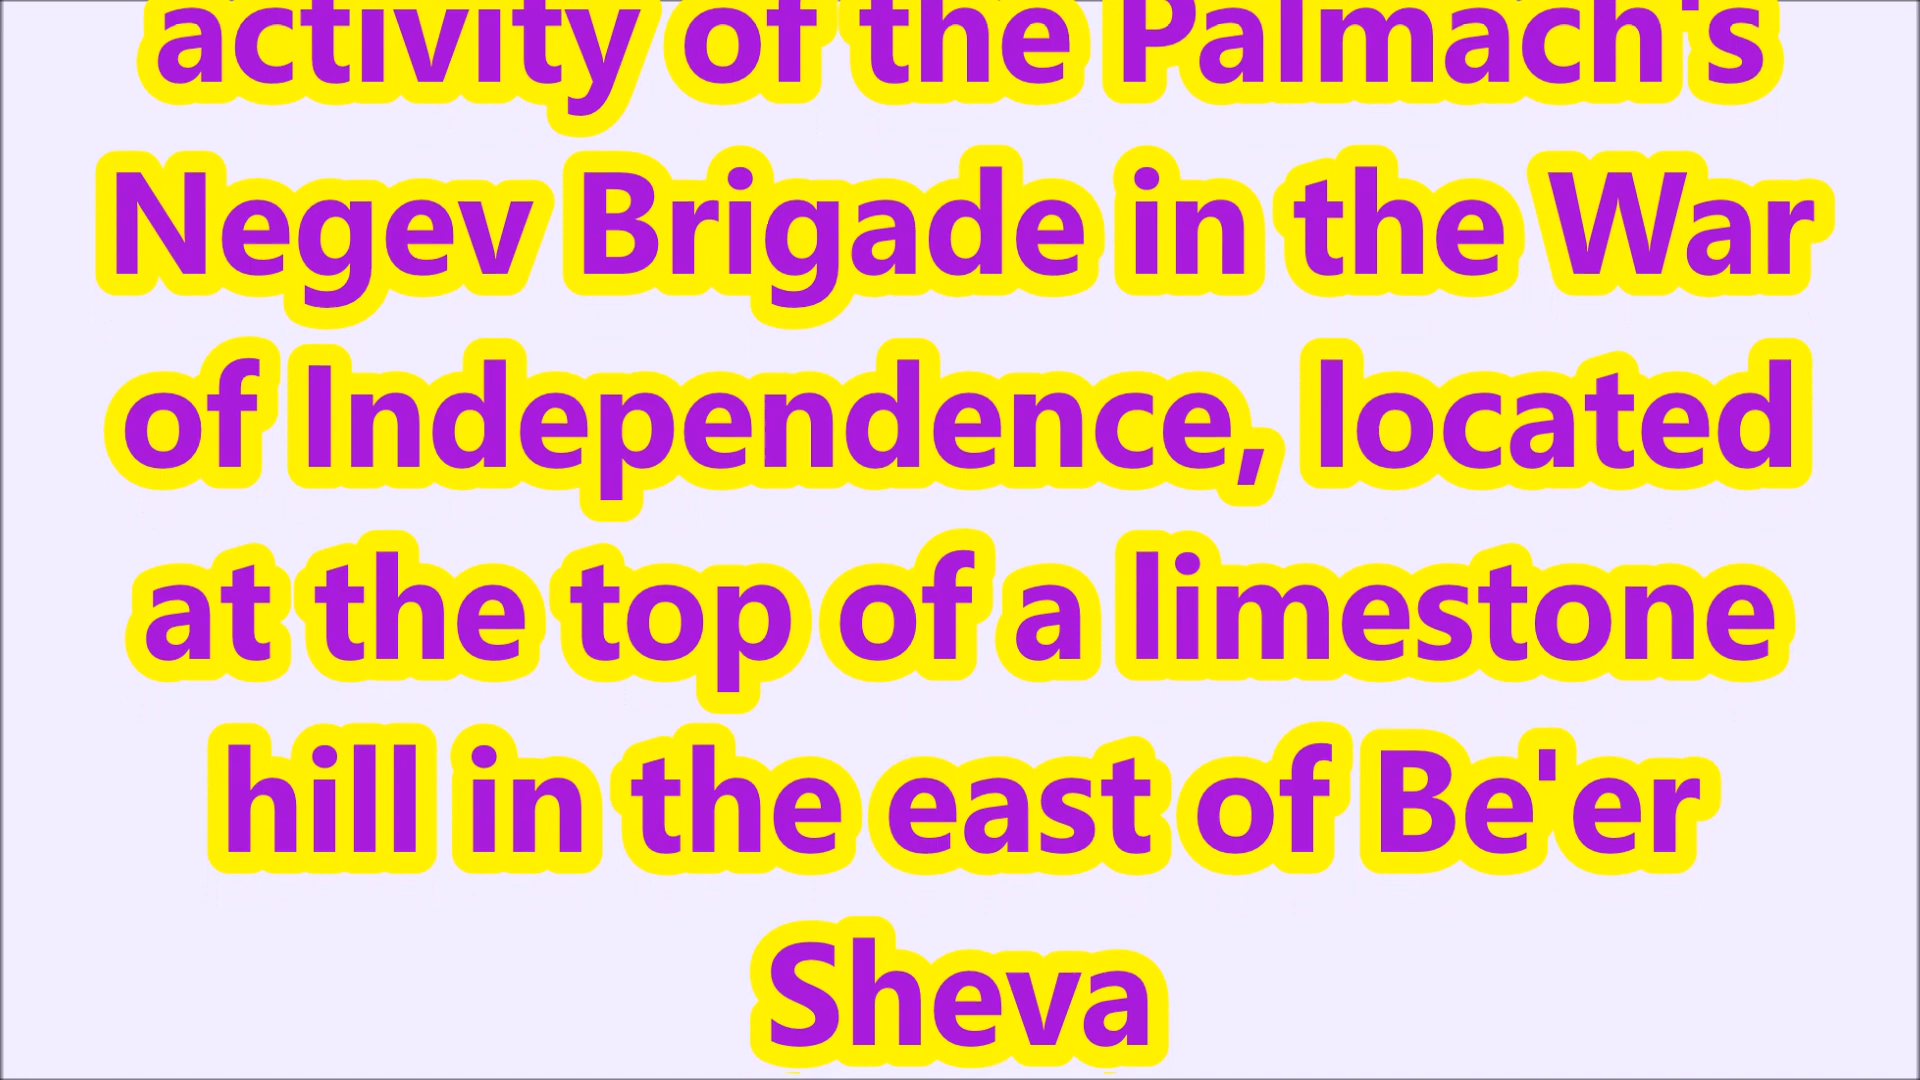 activity of the Palmach's
Negev Brigade in the War
of Independence, located
at the top of a limestone
hill in the east of Be'er
Sheva